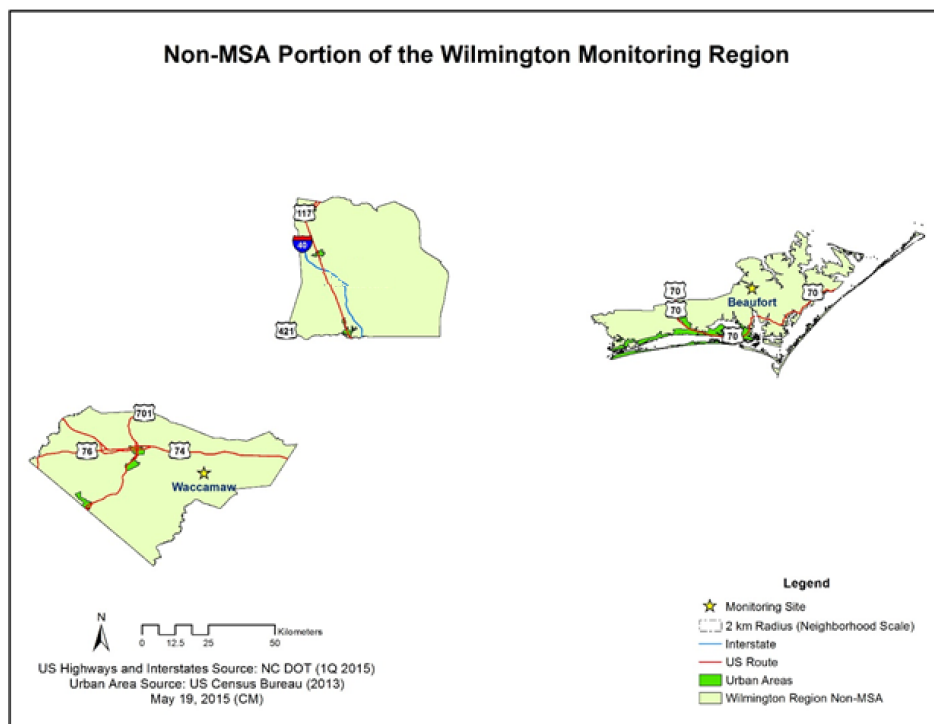 Non-MSA Portion of the Wilmington Monitoring Region
117
40
421
70
70
Beaufort
70
70
701
76
74
Waccamaw
Legend
Monitoring Site
2 km Radius (Neighborhood Scale)
Interstate
US Route
Urban Areas
Wilmington Region Non-MSA
N
Kilometers
0 12.5 25 50
US Highways and Interstates Source: NC DOT (1Q 2015)
Urban Area Source: US Census Bureau (2013)
May 19, 2015 (CM)